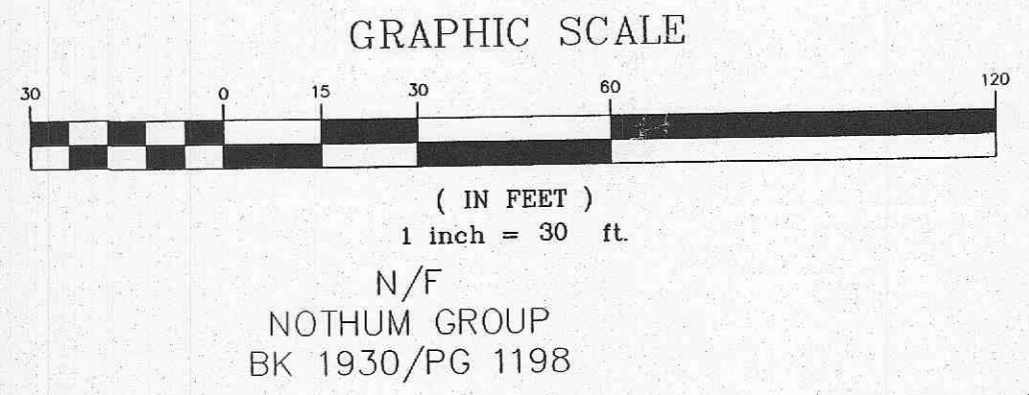 GRAPHIC SCALE
30 0 15 30 60 120
( IN FEET )
1 inch = 30 ft.
N/F
NOTHUM GROUP
BK 1930/PG 1198